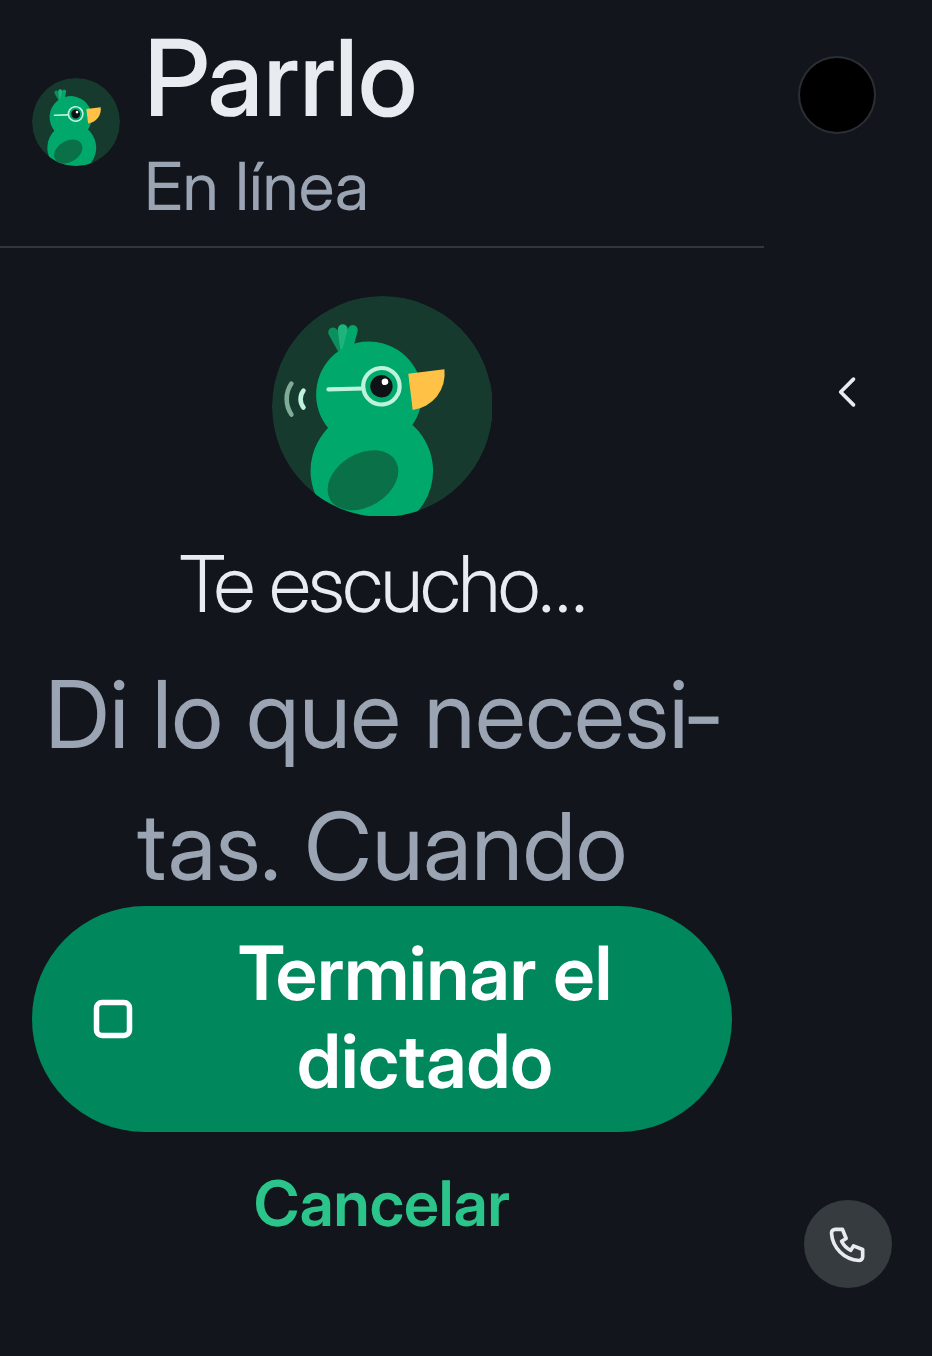 Parrlo
En línea
Te escucho...
Di lo que necesi-
tas. Cuando
Terminar el
dictado
Cancelar